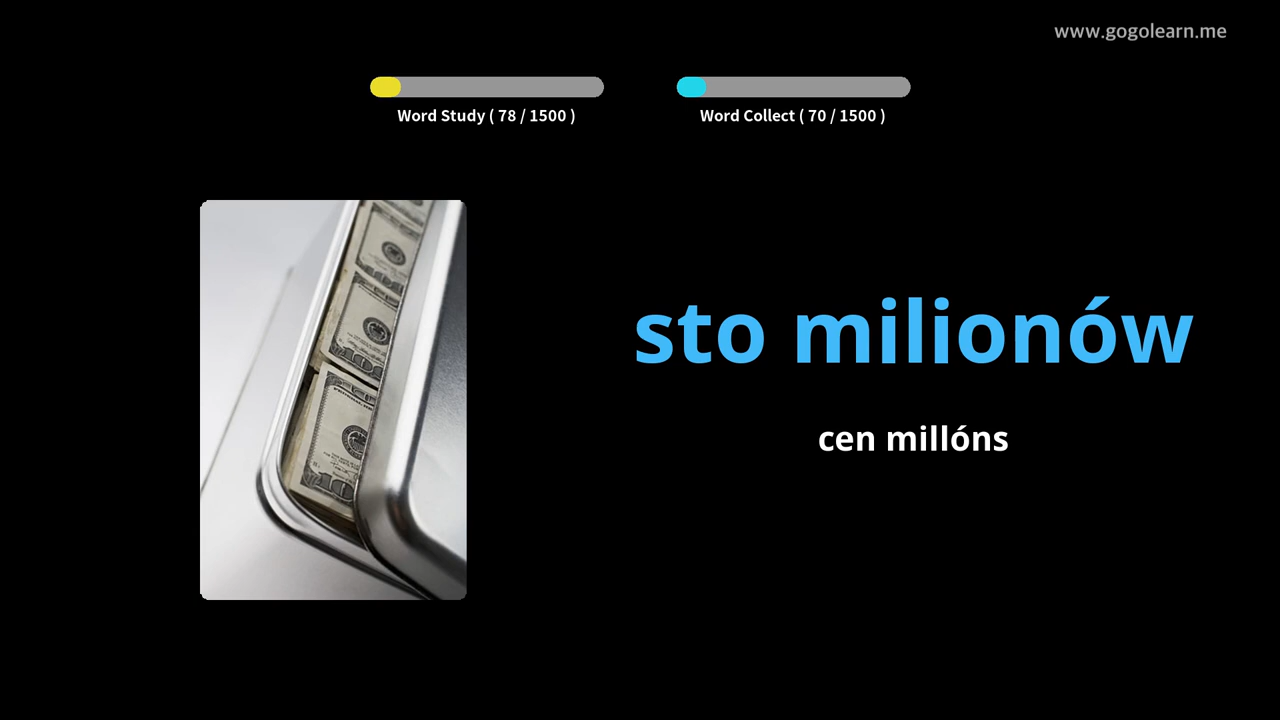 www.gogolearn.me
Word Study ( 78 / 1500 )
Word Collect ( 70 / 1500 )
sto milionów
cen millóns